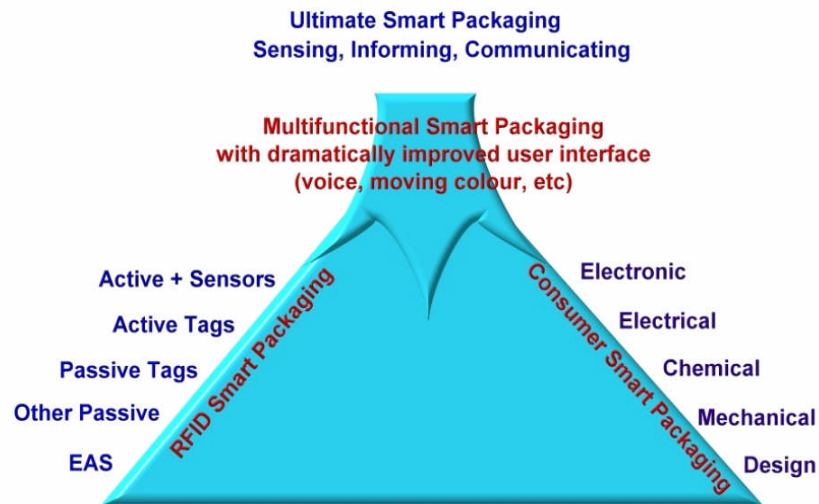 Ultimate Smart Packaging
Sensing, Informing, Communicating
Multifunctional Smart Packaging
with dramatically improved user interface
(voice, moving colour, etc)
Active + Sensors
Active Tags
Passive Tags
Other Passive
EAS
RFID Smart Packaging
Consumer Smart Packaging
Electronic
Electrical
Chemical
Mechanical
Design